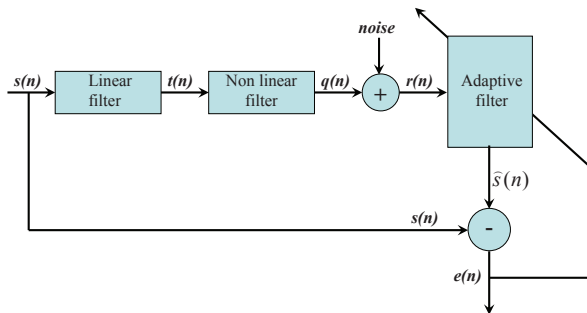 noise
s(n)
Linear
filter
t(n)
Non linear
filter
q(n)
+
r(n)
Adaptive
filter
ŝ(n)
s(n)
-
e(n)